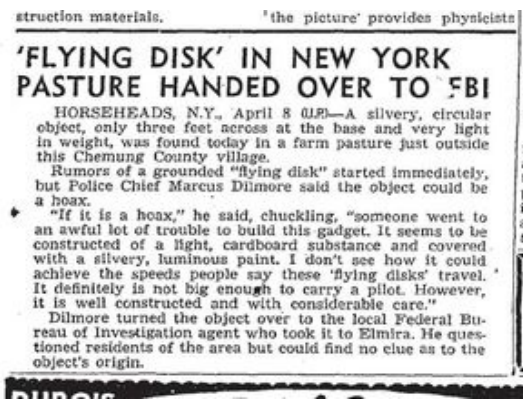 struction materials.
'the picture' provides physicists
'FLYING DISK' IN NEW YORK
PASTURE HANDED OVER TO FBI
HORSEHEADS, N.Y., April 8 (U.P.)—A silvery, circular
object, only three feet across at the base and very light
in weight, was found today in a farm pasture just outside
this Chemung County village.
Rumors of a grounded "flying disk" started immediately,
but Police Chief Marcus Dilmore said the object could be
a hoax.
"If it is a hoax," he said, chuckling, "someone went to
an awful lot of trouble to build this gadget. It seems to be
constructed of a light, cardboard substance and covered
with a silvery, luminous paint. I don't see how it could
achieve the speeds people say these 'flying disks' travel.
It definitely is not big enough to carry a pilot. However,
it is well constructed and with considerable care."
Dilmore turned the object over to the local Federal Bu-
reau of Investigation agent who took it to Elmira. He ques-
tioned residents of the area but could find no clue as to the
object's origin.